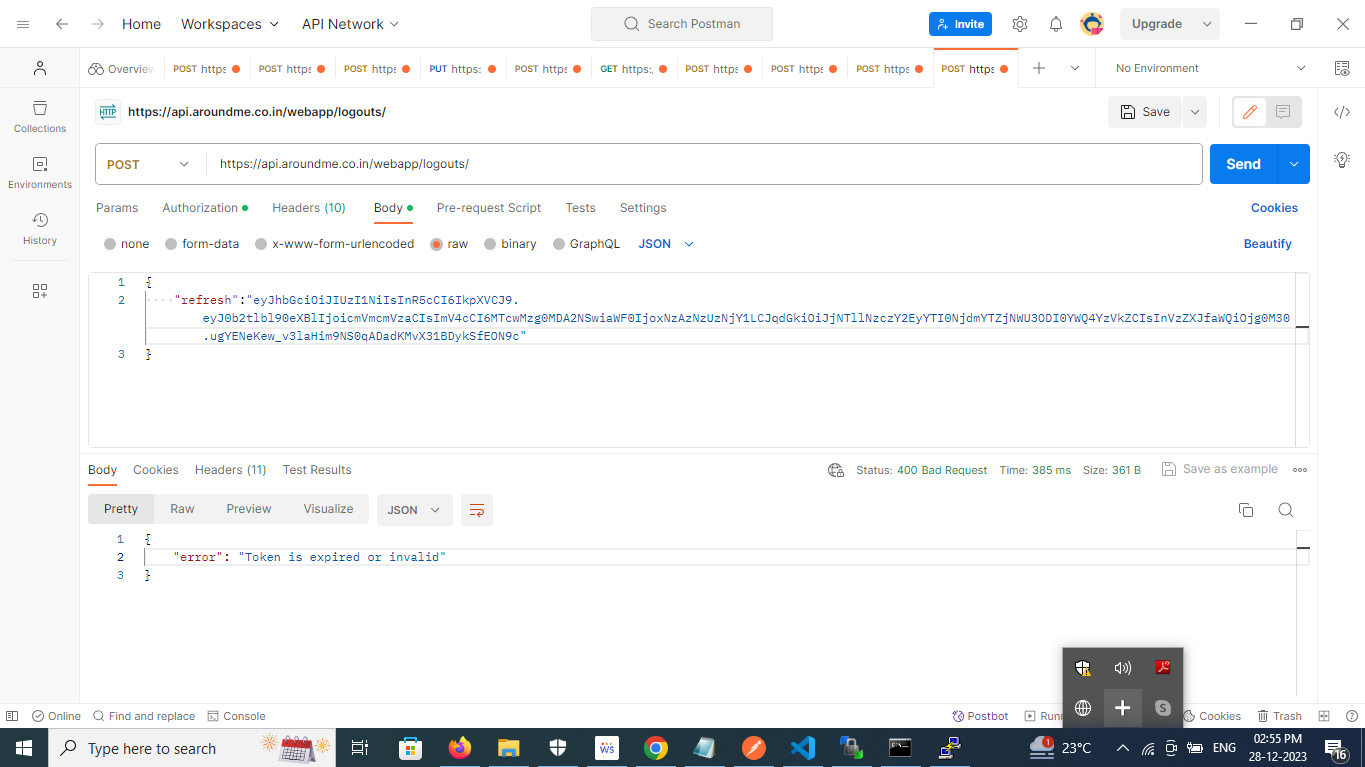 Home Workspaces API Network Search Postman Invite Upgrade
Overview POST https POST https POST https PUT https: POST https GET https: POST https POST https POST https POST https No Environment
HTTP https://api.aroundme.co.in/webapp/logouts/ Save
Collections
Environments
History
POST https://api.aroundme.co.in/webapp/logouts/ Send
Params Authorization Headers (10) Body Pre-request Script Tests Settings Cookies
none form-data x-www-form-urlencoded raw binary GraphQL JSON Beautify
1 {
2 "refresh":"eyJhbGciOiJIUzI1NiIsInR5cCI6IkpXVCJ9.
eyJ0b2tlbl90eXBlIjoicmVmcmVzaCIsImV4cCI6MTcwMzg0MDA2NSwiaWF0IjoxNzAzNzUzNjY1LCJqdGkiOiJjNTllNzczY2EyYTI0NjdmYTZjNWU3ODI0YWQ4YzVkZCIsInVzZXJfaWQiOjg0M30
.ugYENeKew_v3laHim9NS0qADadKMvX31BDykSfEON9c"
3 }
Body Cookies Headers (11) Test Results Status: 400 Bad Request Time: 385 ms Size: 361 B Save as example
Pretty Raw Preview Visualize JSON
1 {
2 "error": "Token is expired or invalid"
3 }
Online Find and replace Console Postbot Runn Cookies Trash
Type here to search WS 1 23°C ENG 02:55 PM
28-12-2023 16